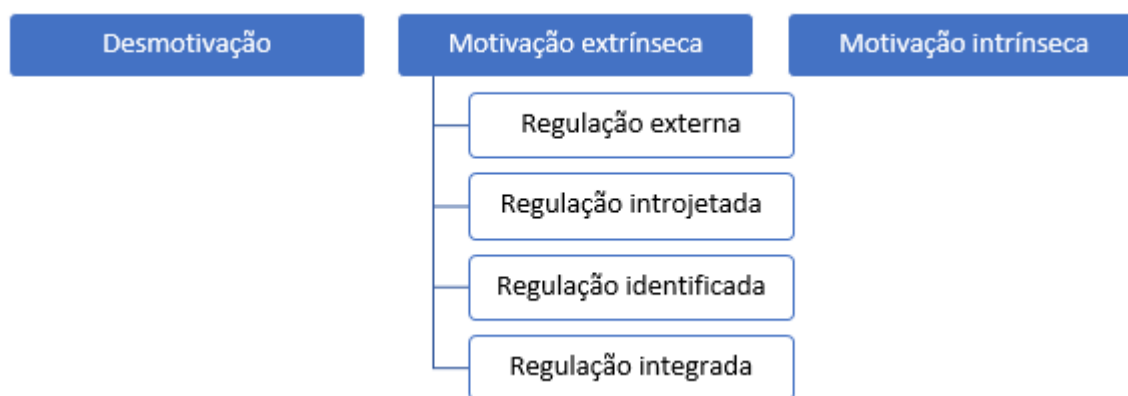 Desmotivação
Motivação extrínseca
Motivação intrínseca
Regulação externa
Regulação introjetada
Regulação identificada
Regulação integrada